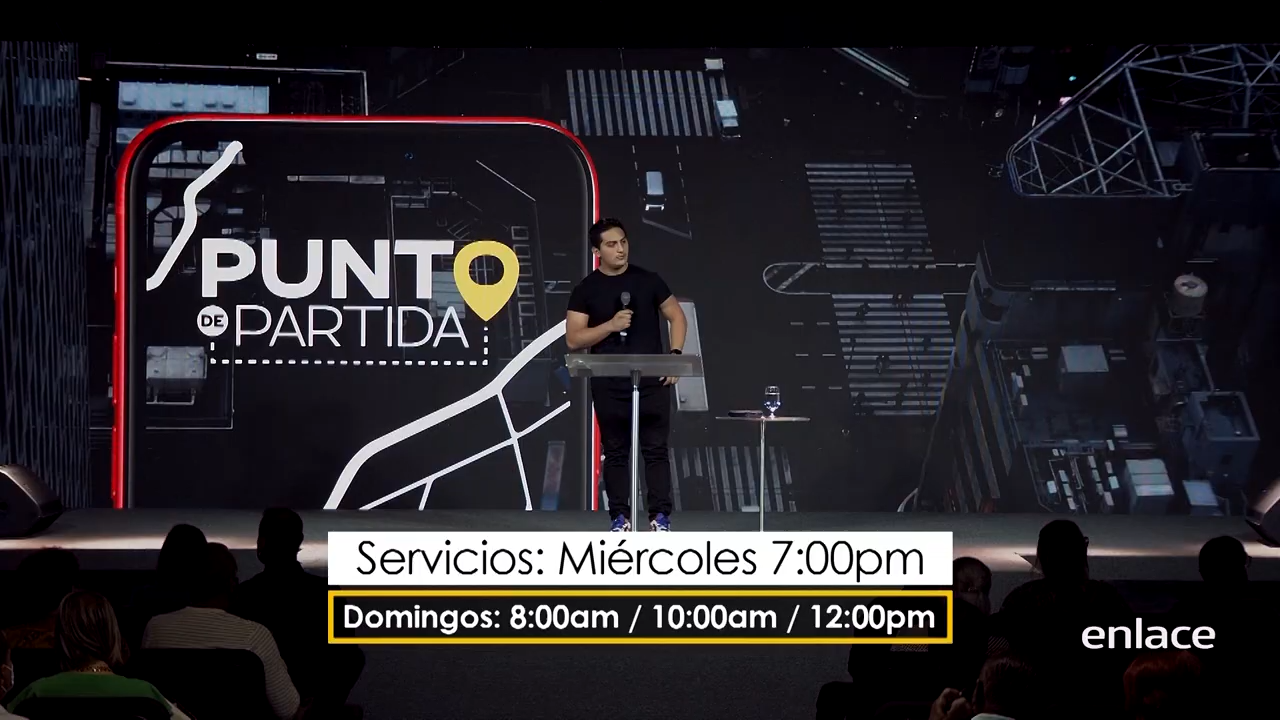 PUNTO
DE PARTIDA
Servicios: Miércoles 7:00pm
Domingos: 8:00am / 10:00am / 12:00pm
enlace